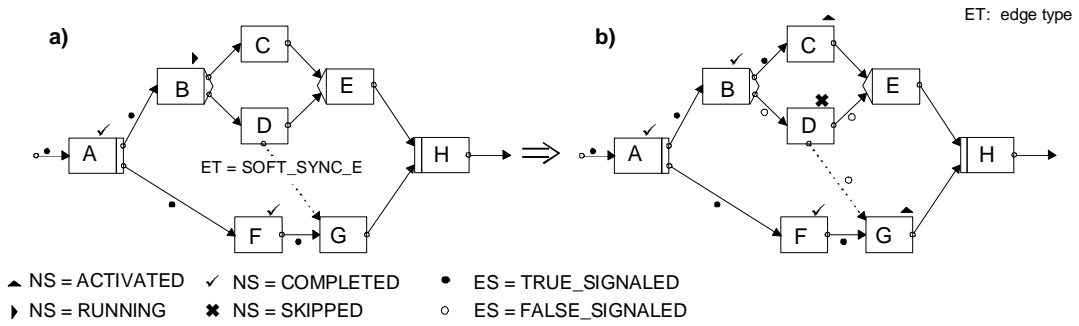 ET: edge type
a)
b)
C
B
E
D
A
H
ET = SOFT_SYNC_E
F
G
C
B
E
D
A
H
F
G
NS = ACTIVATED
NS = COMPLETED
ES = TRUE_SIGNALED
NS = RUNNING
NS = SKIPPED
ES = FALSE_SIGNALED